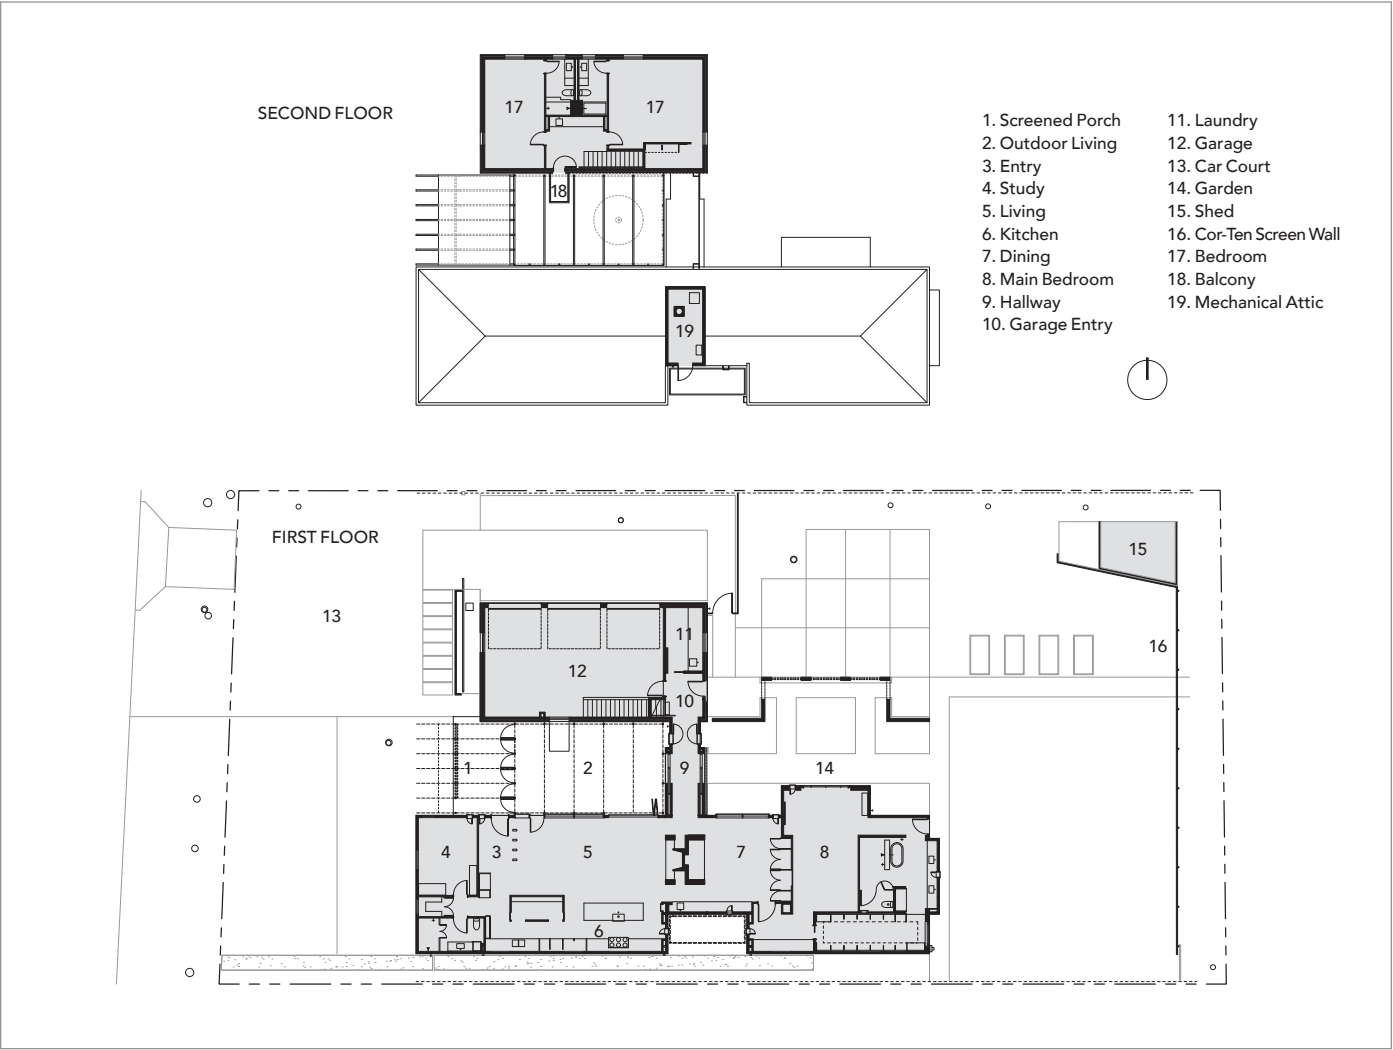 SECOND FLOOR
17
17
18
19
1. Screened Porch
2. Outdoor Living
3. Entry
4. Study
5. Living
6. Kitchen
7. Dining
8. Main Bedroom
9. Hallway
10. Garage Entry
11. Laundry
12. Garage
13. Car Court
14. Garden
15. Shed
16. Cor-Ten Screen Wall
17. Bedroom
18. Balcony
19. Mechanical Attic
FIRST FLOOR
15
13
11
16
12
10
1
2
9
14
4
3
5
7
8
6